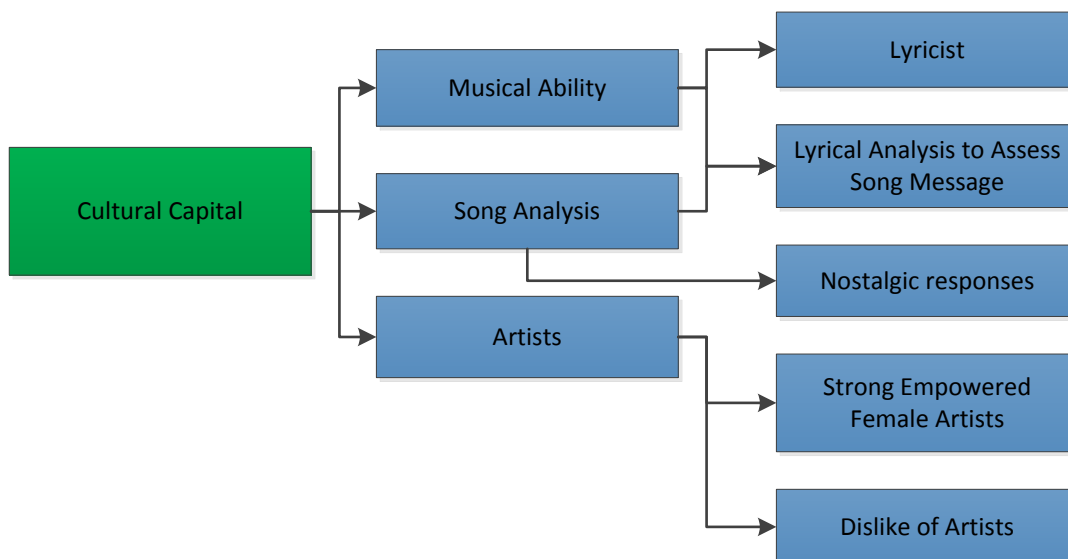 Cultural Capital
Musical Ability
Song Analysis
Artists
Lyricist
Lyrical Analysis to Assess
Song Message
Nostalgic responses
Strong Empowered
Female Artists
Dislike of Artists